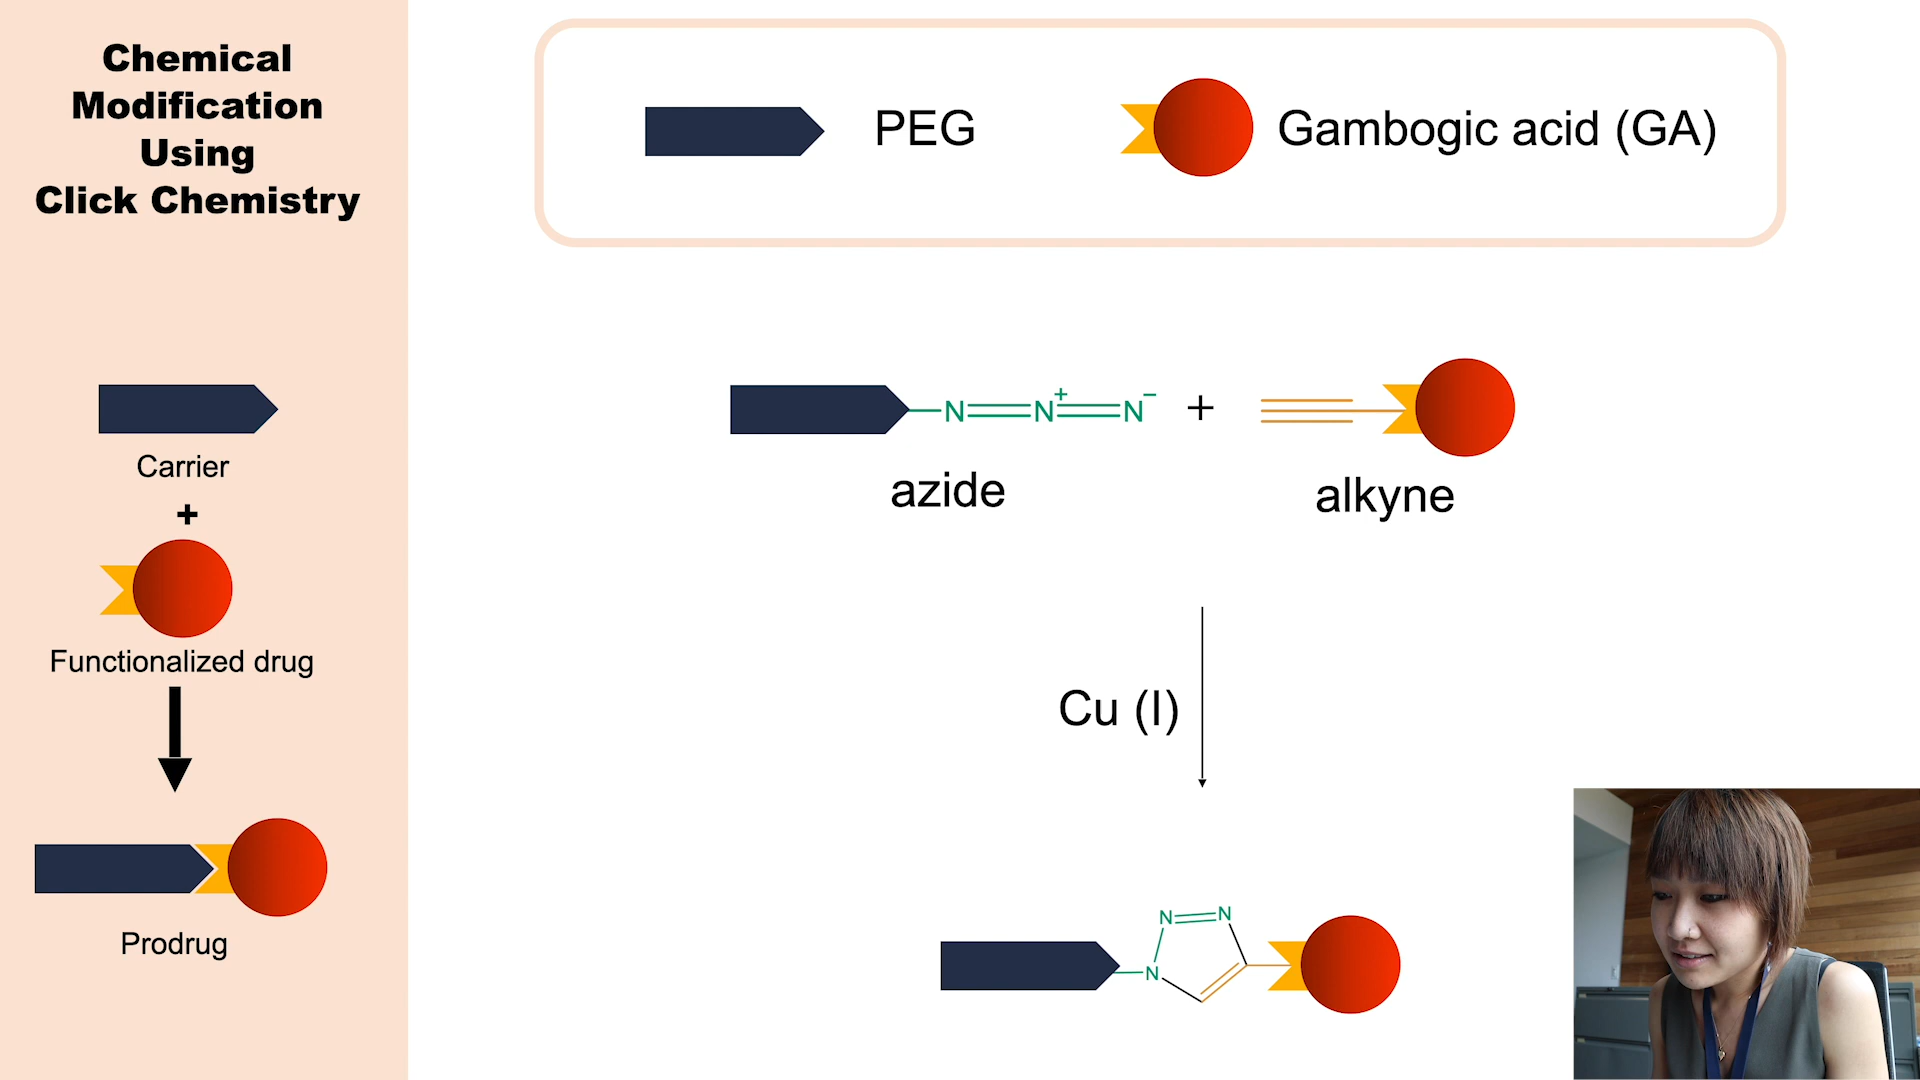 Chemical
Modification
Using
Click Chemistry
Carrier
+
Functionalized drug
Prodrug
PEG
Gambogic acid (GA)
N N + N −
+
azide
alkyne
Cu (I)
N N
N